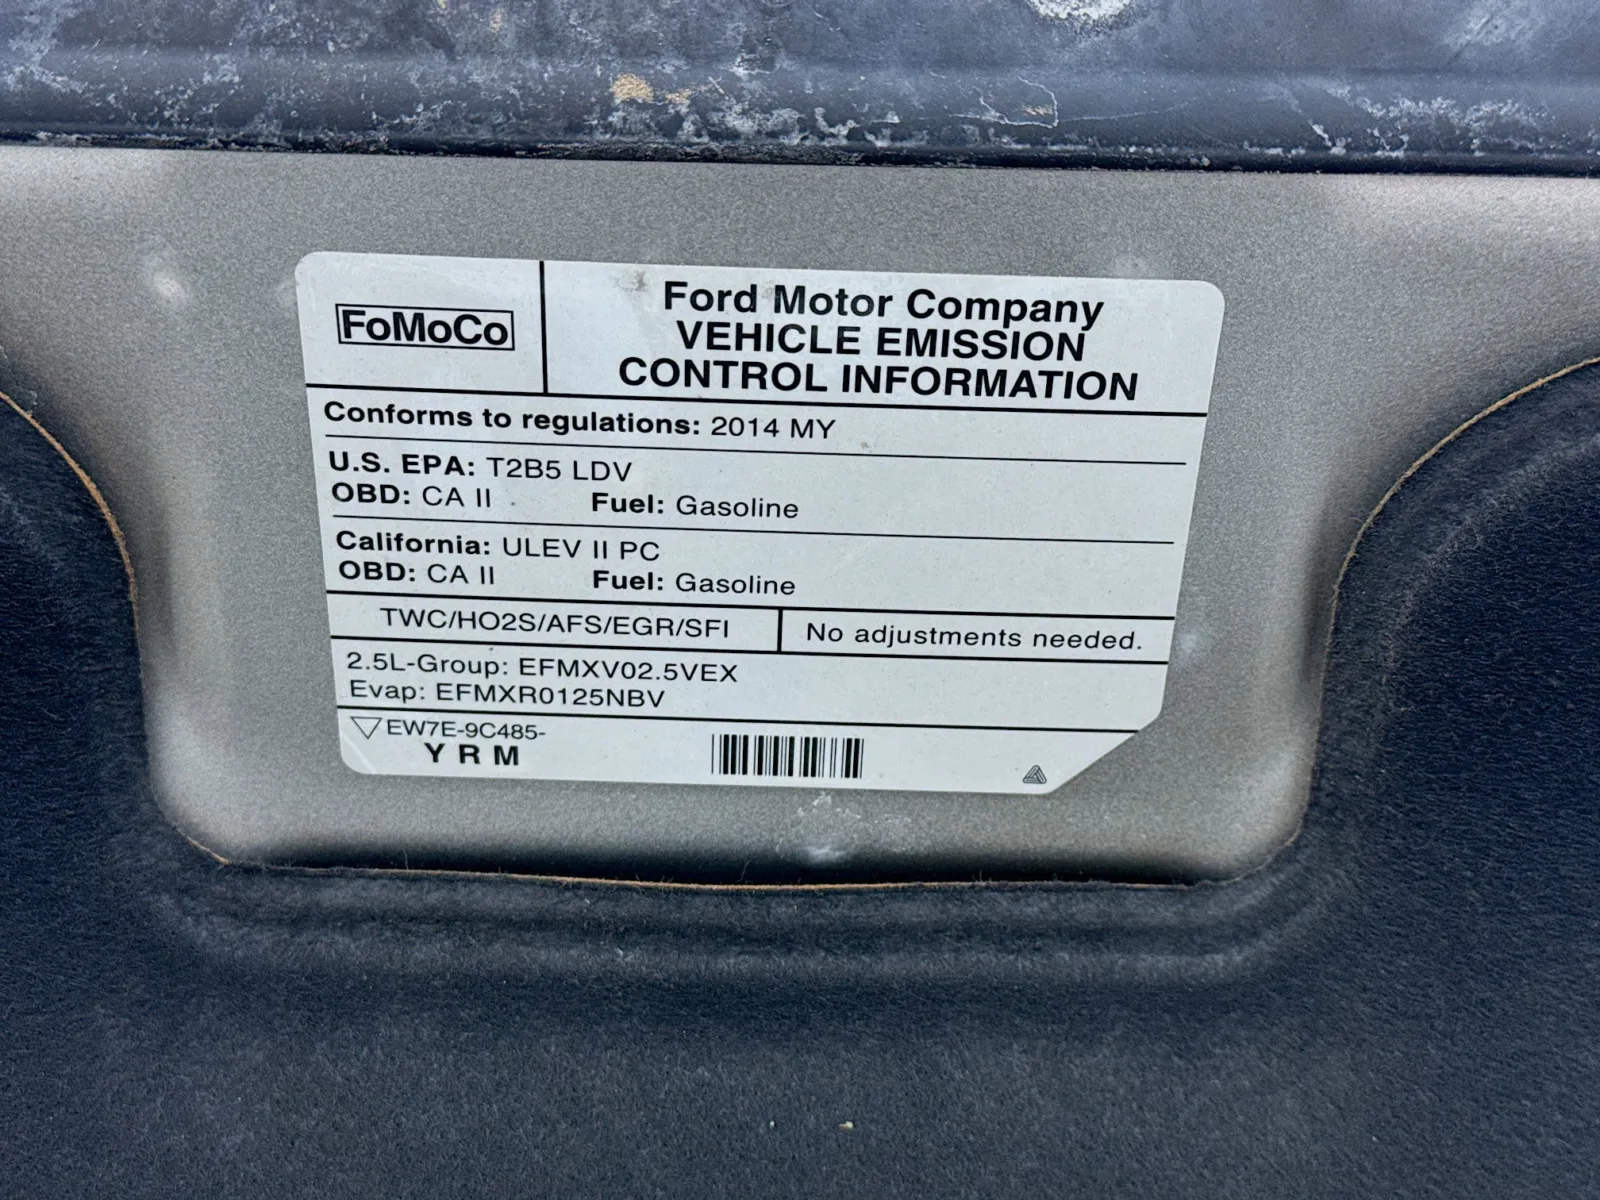 FoMoCo
Ford Motor Company
VEHICLE EMISSION
CONTROL INFORMATION
Conforms to regulations: 2014 MY
U.S. EPA: T2B5 LDV
OBD: CA II Fuel: Gasoline
California: ULEV II PC
OBD: CA II Fuel: Gasoline
TWC/HO2S/AFS/EGR/SFI No adjustments needed.
2.5L-Group: EFMXV02.5VEX
Evap: EFMXR0125NBV
EW7E-9C485-
Y R M